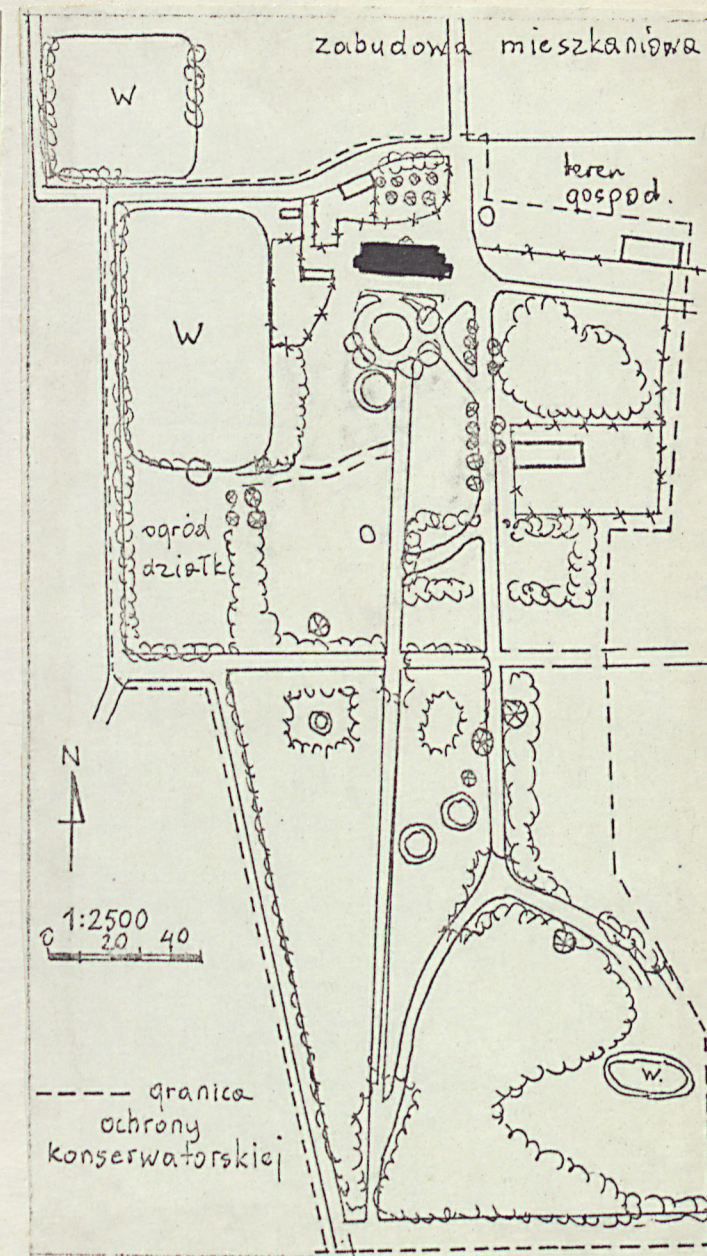 zabudowa mieszkaniowa
W
teren
gospod.
W
ogród
działk
N
1:2500
0 20 40
W.
---- granica
ochrony
konserwatorskiej